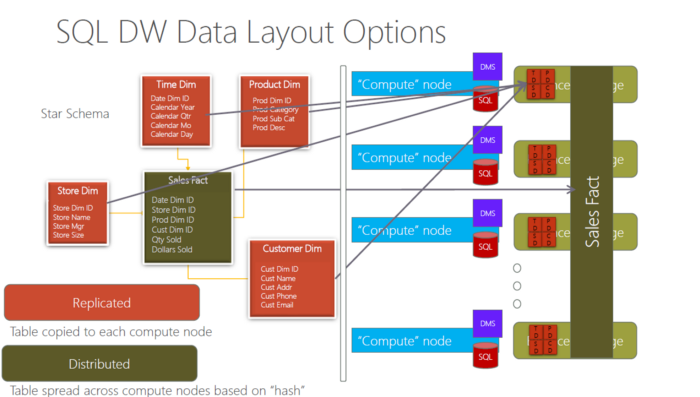 SQL DW Data Layout Options
Star Schema
Time Dim
Date Dim ID
Calendar Year
Calendar Qtr
Calendar Mo
Calendar Day
Product Dim
Prod Dim ID
Prod Category
Prod Sub Cat
Prod Desc
Store Dim
Store Dim ID
Store Name
Store Mgr
Store Size
Sales Fact
Date Dim ID
Store Dim ID
Prod Dim ID
Cust Dim ID
Qty Sold
Dollars Sold
Customer Dim
Cust Dim ID
Cust Name
Cust Addr
Cust Phone
Cust Email
Replicated
Table copied to each compute node
Distributed
Table spread across compute nodes based on "hash"
"Compute" node
DMS
SQL
"Compute" node
DMS
SQL
"Compute" node
DMS
SQL
"Compute" node
DMS
SQL
Sales Fact